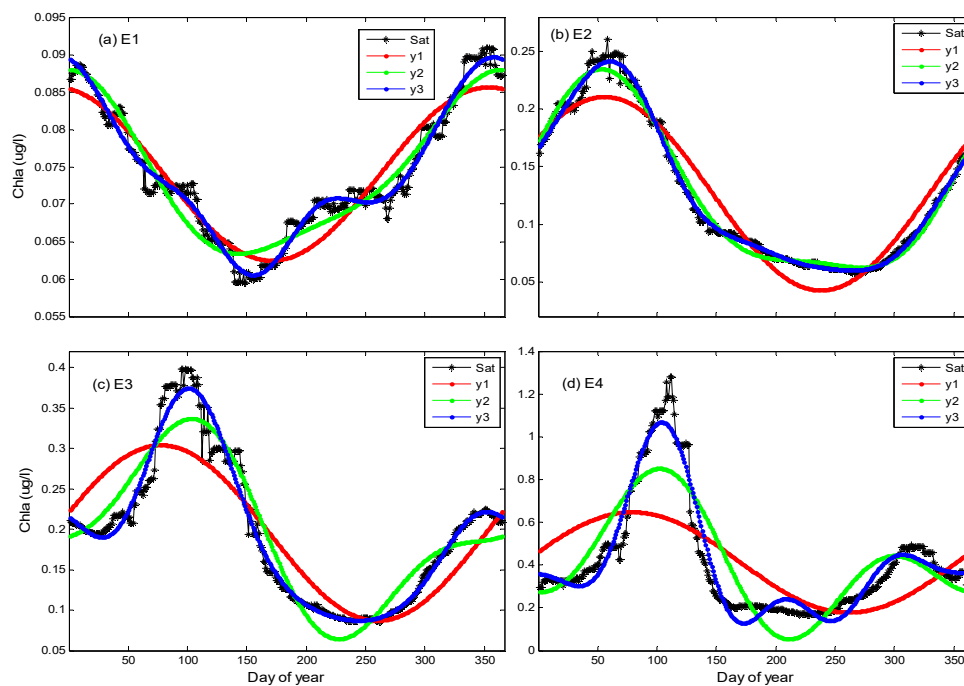 (a) E1
Sat
y1
y2
y3
0.09
0.085
0.08
0.075
0.07
0.065
0.06
0.055
Chla (ug/l)
50 100 150 200 250 300 350
(b) E2
Sat
y1
y2
y3
0.25
0.2
0.15
0.1
0.05
50 100 150 200 250 300 350
(c) E3
Sat
y1
y2
y3
0.4
0.35
0.3
0.25
0.2
0.15
0.1
0.05
Chla (ug/l)
50 100 150 200 250 300 350
Day of year
(d) E4
Sat
y1
y2
y3
1.4
1.2
1
0.8
0.6
0.4
0.2
0
50 100 150 200 250 300 350
Day of year